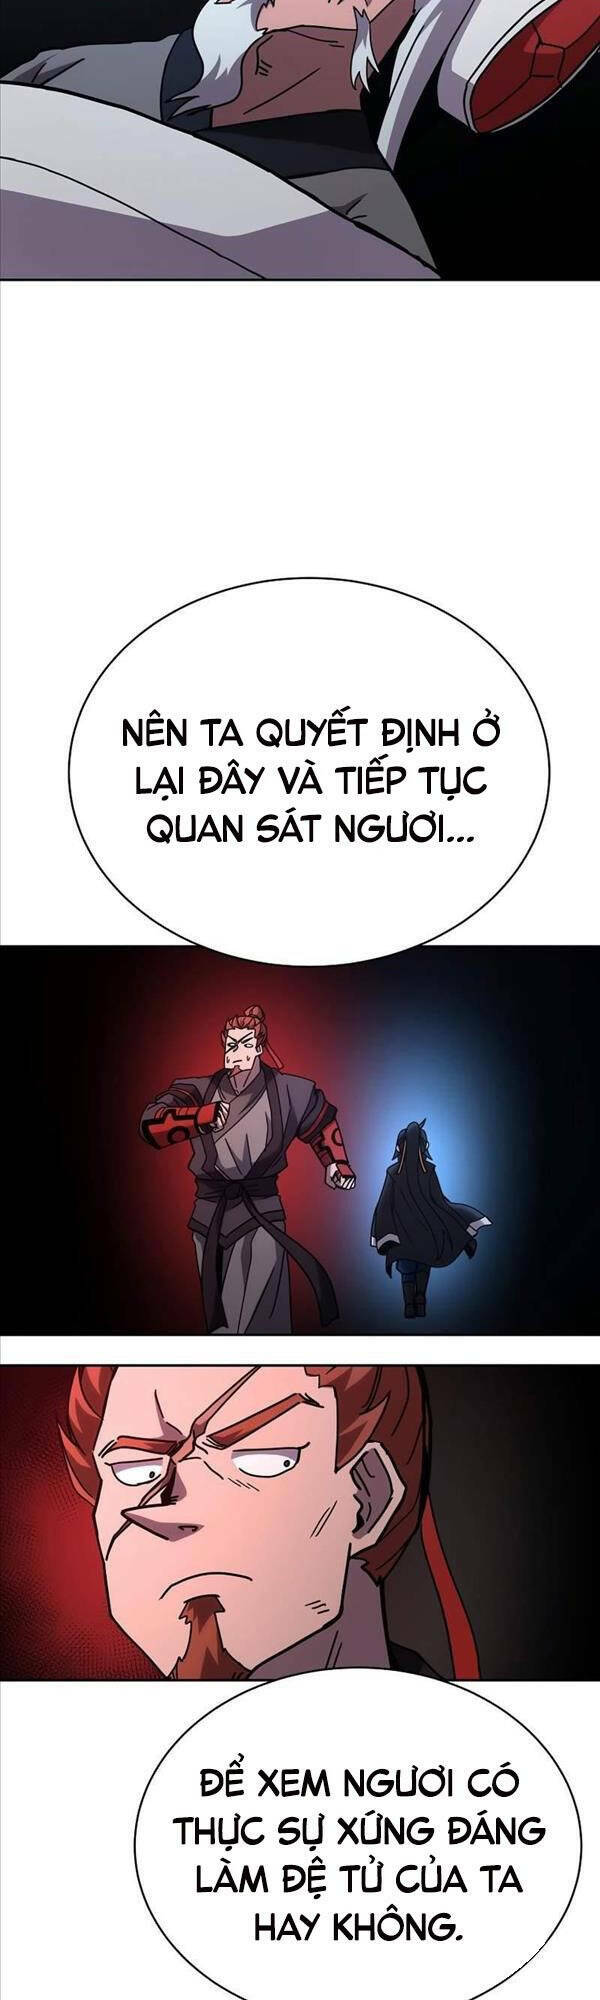 NÊN TA QUYẾT ĐỊNH Ở
LẠI ĐÂY VÀ TIẾP TỤC
QUAN SÁT NGƯƠI...
ĐỂ XEM NGƯƠI CÓ
THỰC SỰ XỨNG ĐÁNG
LÀM ĐỆ TỬ CỦA TA
HAY KHÔNG.